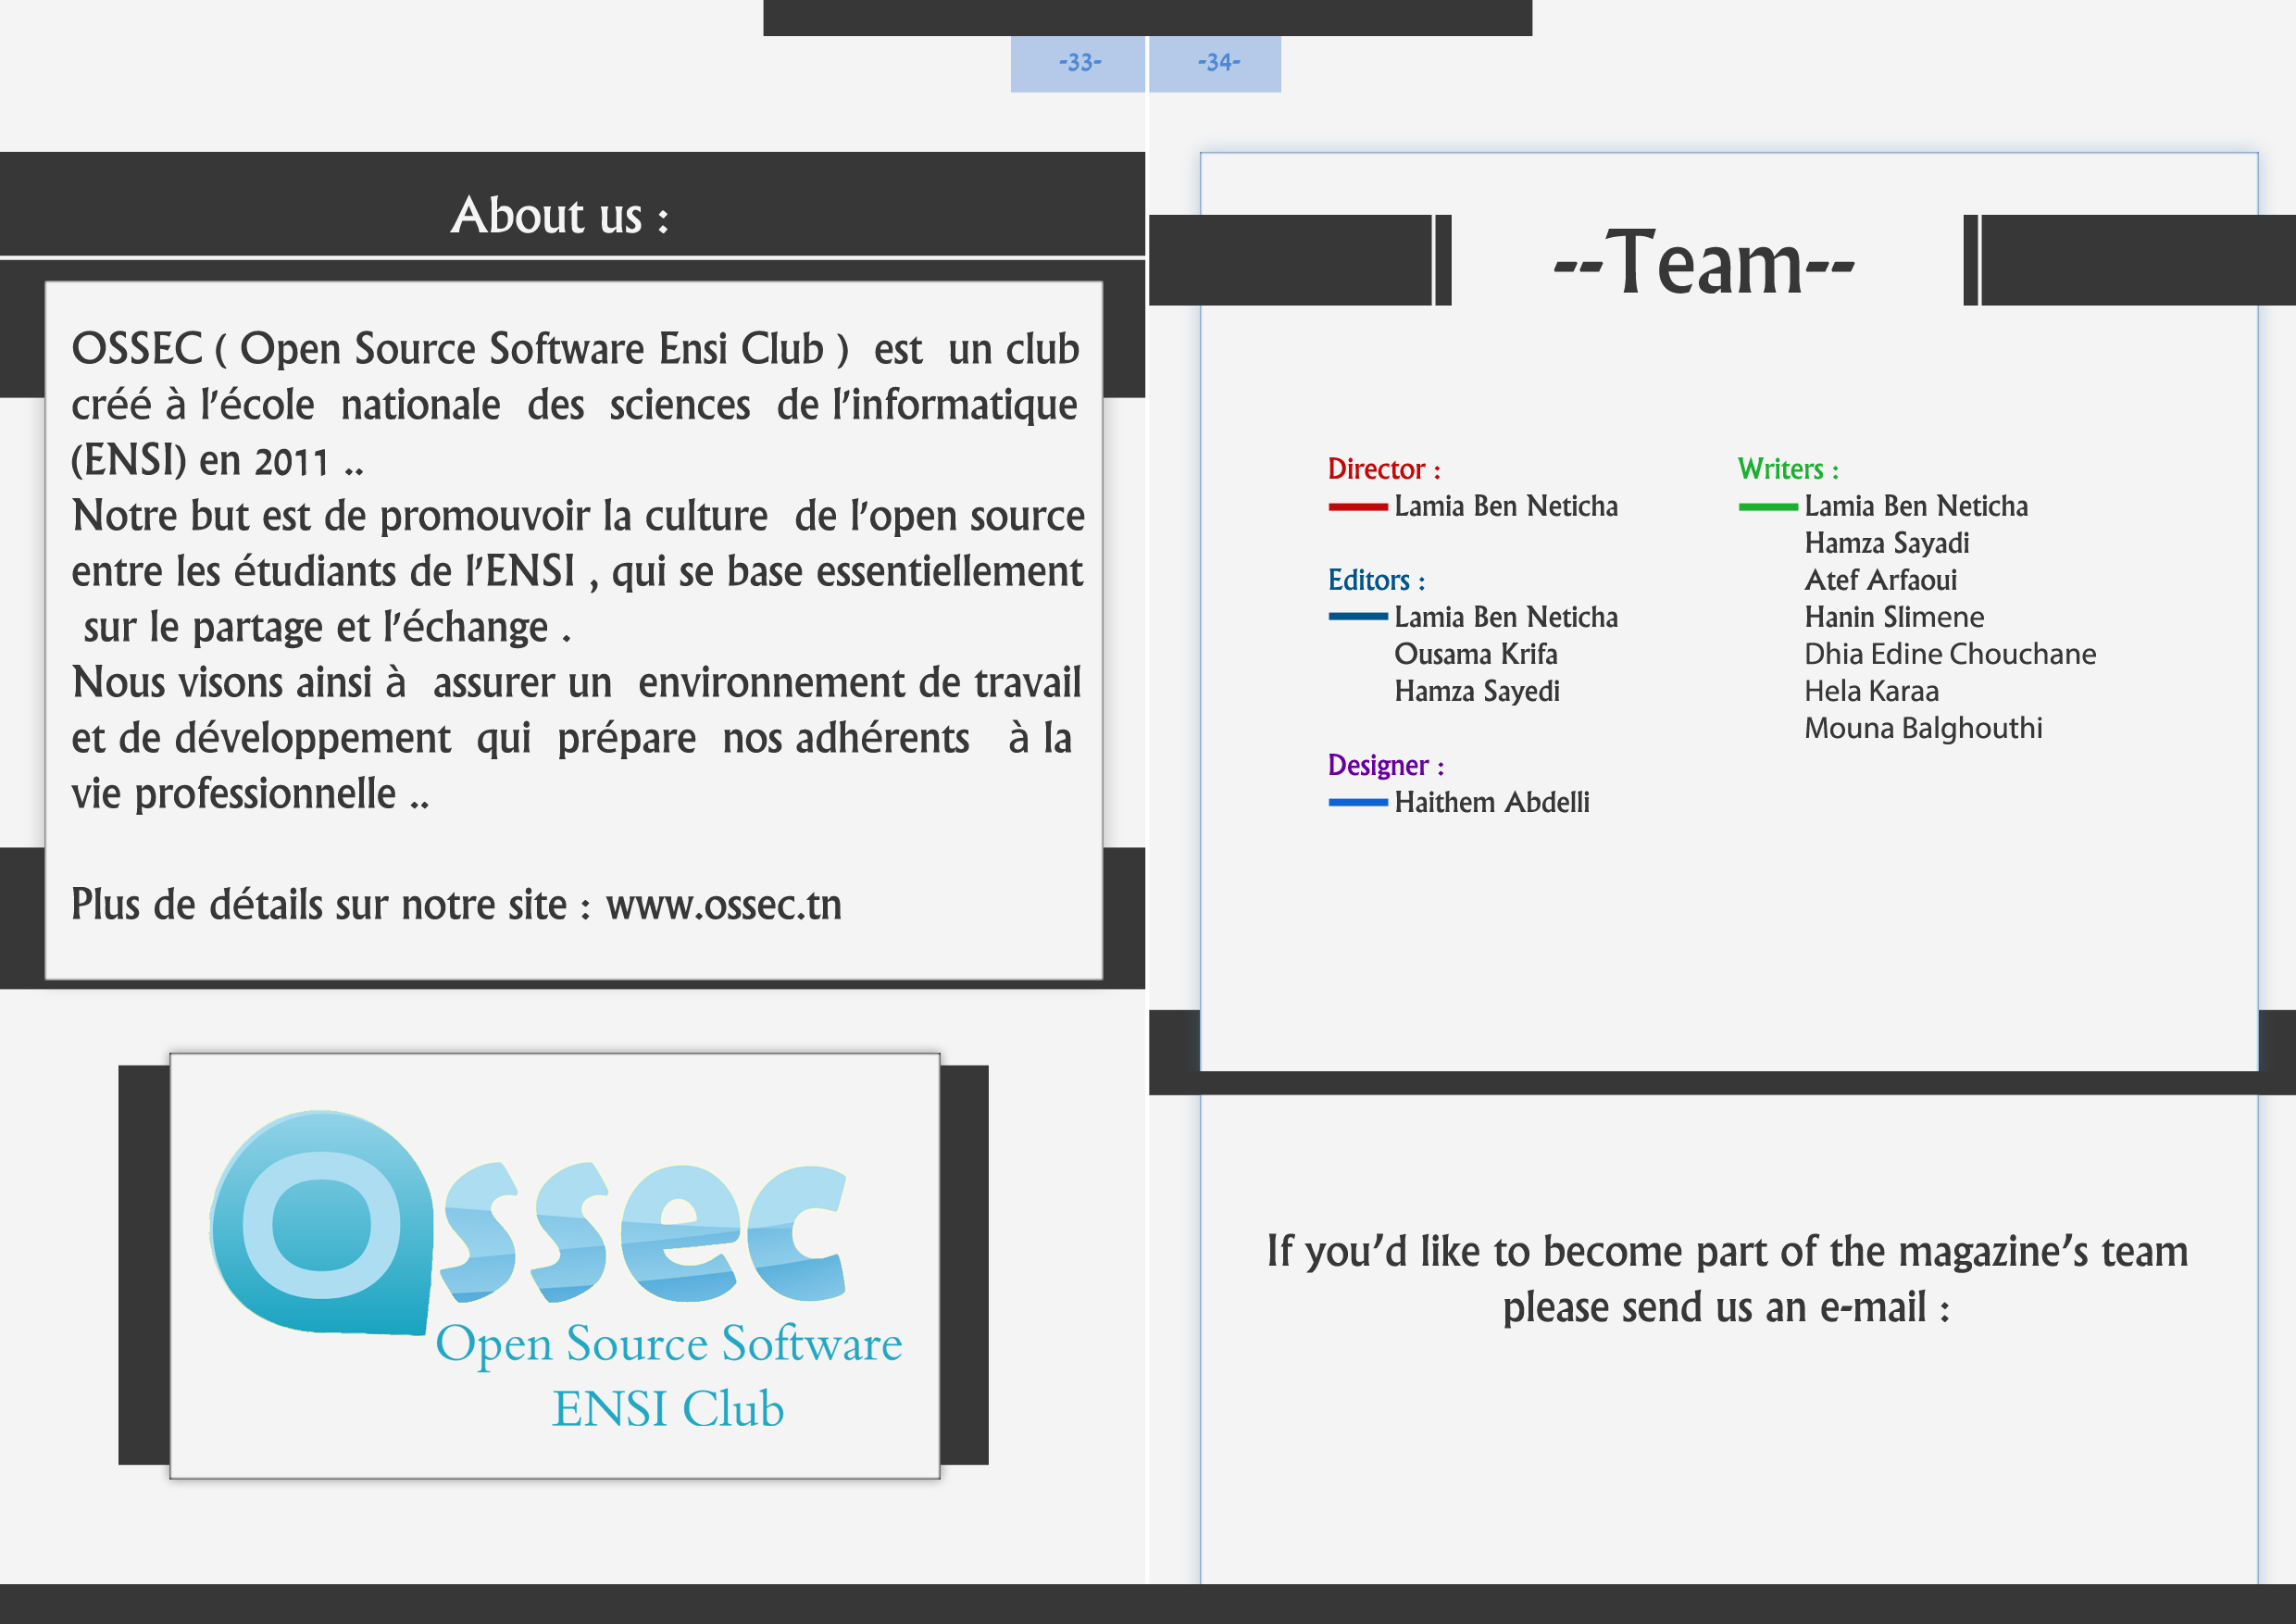 -33-
About us :
OSSEC ( Open Source Software Ensi Club ) est un club
créé à l'école nationale des sciences de l'informatique
(ENSI) en 2011 ..
Notre but est de promouvoir la culture de l'open source
entre les étudiants de l'ENSI , qui se base essentiellement
sur le partage et l'échange .
Nous visons ainsi à assurer un environnement de travail
et de développement qui prépare nos adhérents à la
vie professionnelle ..
Plus de détails sur notre site : www.ossec.tn
Ossec
Open Source Software
ENSI Club
-34-
--Team--
Director :
Lamia Ben Neticha
Editors :
Lamia Ben Neticha
Ousama Krifa
Hamza Sayedi
Designer :
Haithem Abdelli
Writers :
Lamia Ben Neticha
Hamza Sayadi
Atef Arfaoui
Hanin Slimene
Dhia Edine Chouchane
Hela Karaa
Mouna Balghouthi
If you'd like to become part of the magazine's team
please send us an e-mail :